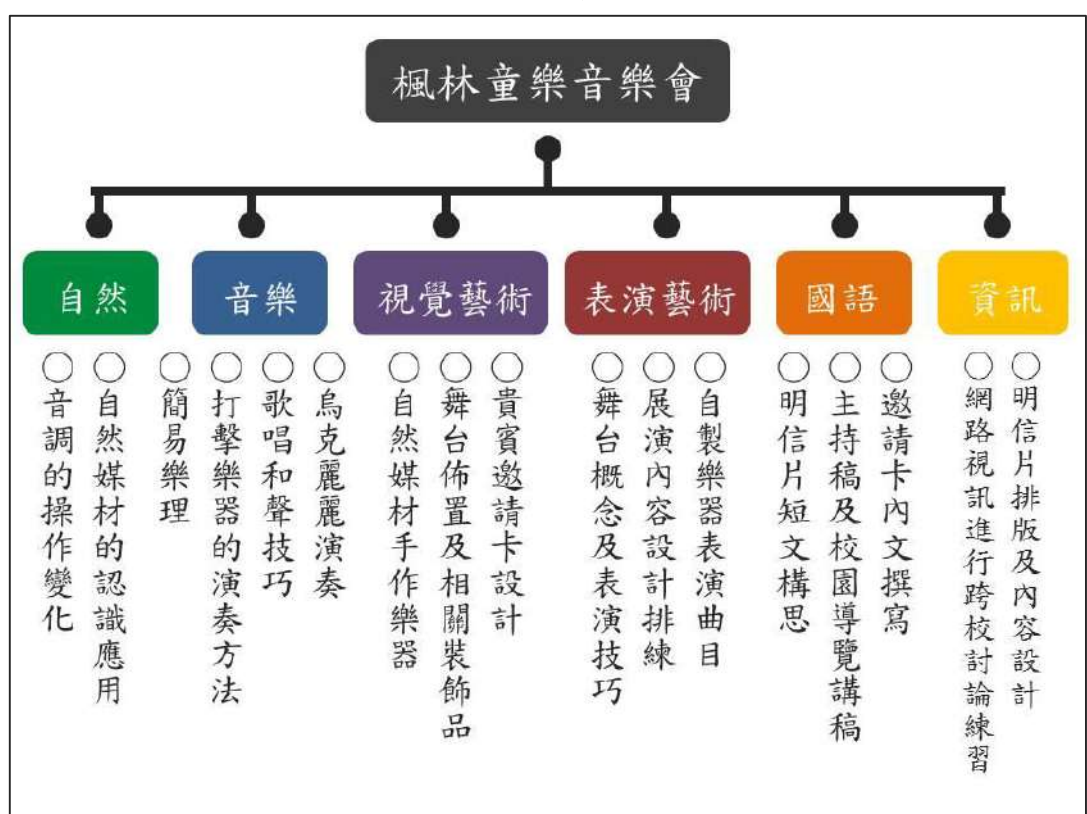 楓林童樂音樂會
自然
○音調的操作變化
○自然媒材的認識應用
音樂
○簡易樂理
○打擊樂器的演奏方法
○歌唱和聲技巧
○烏克麗麗演奏
視覺藝術
○自然媒材手作樂器
○舞台佈置及相關裝飾品
○貴賓邀請卡設計
表演藝術
○舞台概念及表演技巧
○展演內容設計排練
○自製樂器表演曲目
國語
○明信片短文構思
○主持稿及校園導覽講稿
○邀請卡內文撰寫
資訊
○網路視訊進行跨校討論練習
○明信片排版及內容設計